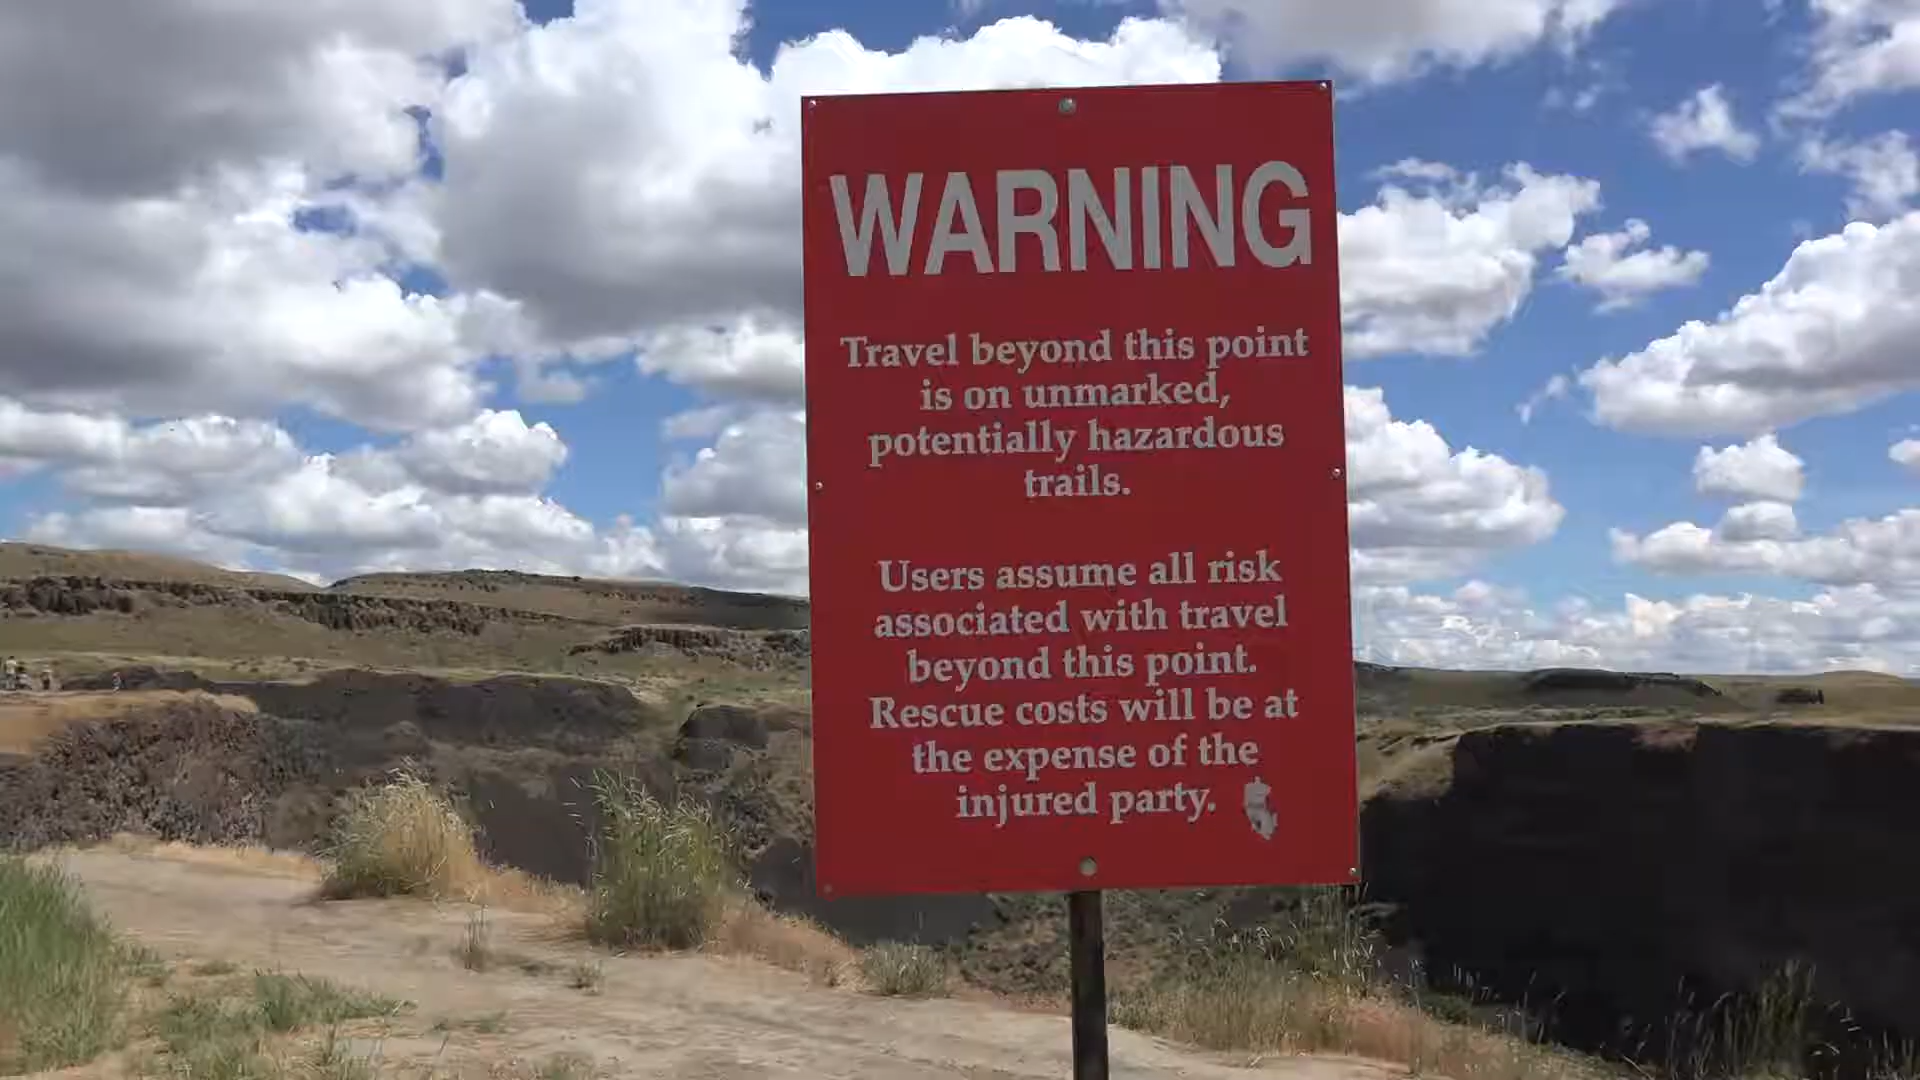 WARNING
Travel beyond this point
is on unmarked,
potentially hazardous
trails.
Users assume all risk
associated with travel
beyond this point.
Rescue costs will be at
the expense of the
injured party.